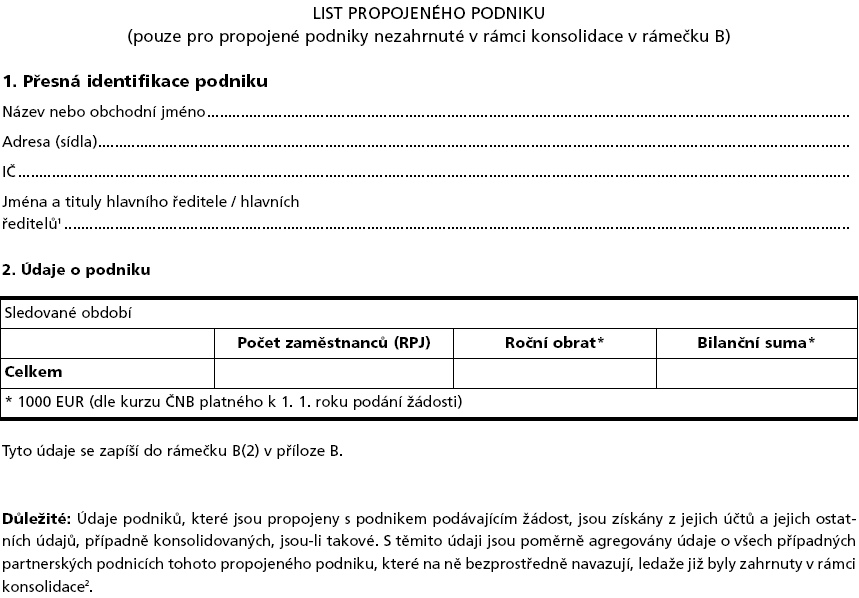 LIST PROPOJENÉHO PODNIKU
(pouze pro propojené podniky nezahrnuté v rámci konsolidace v rámečku B)
1. Přesná identifikace podniku
Název nebo obchodní jméno
Adresa (sídla)
IČ
Jména a tituly hlavního ředitele / hlavních
ředitelů¹
2. Údaje o podniku
Sledované období
Počet zaměstnanců (RPJ) Roční obrat* Bilanční suma*
Celkem
* 1000 EUR (dle kurzu ČNB platného k 1. 1. roku podání žádosti)
Tyto údaje se zapíší do rámečku B(2) v příloze B.
Důležité: Údaje podniků, které jsou propojeny s podnikem podávajícím žádost, jsou získány z jejich účtů a jejich ostat-
ních údajů, případně konsolidovaných, jsou-li takové. S těmito údaji jsou poměrně agregovány údaje o všech případných
partnerských podnicích tohoto propojeného podniku, které na ně bezprostředně navazují, ledaže již byly zahrnuty v rámci
konsolidace².